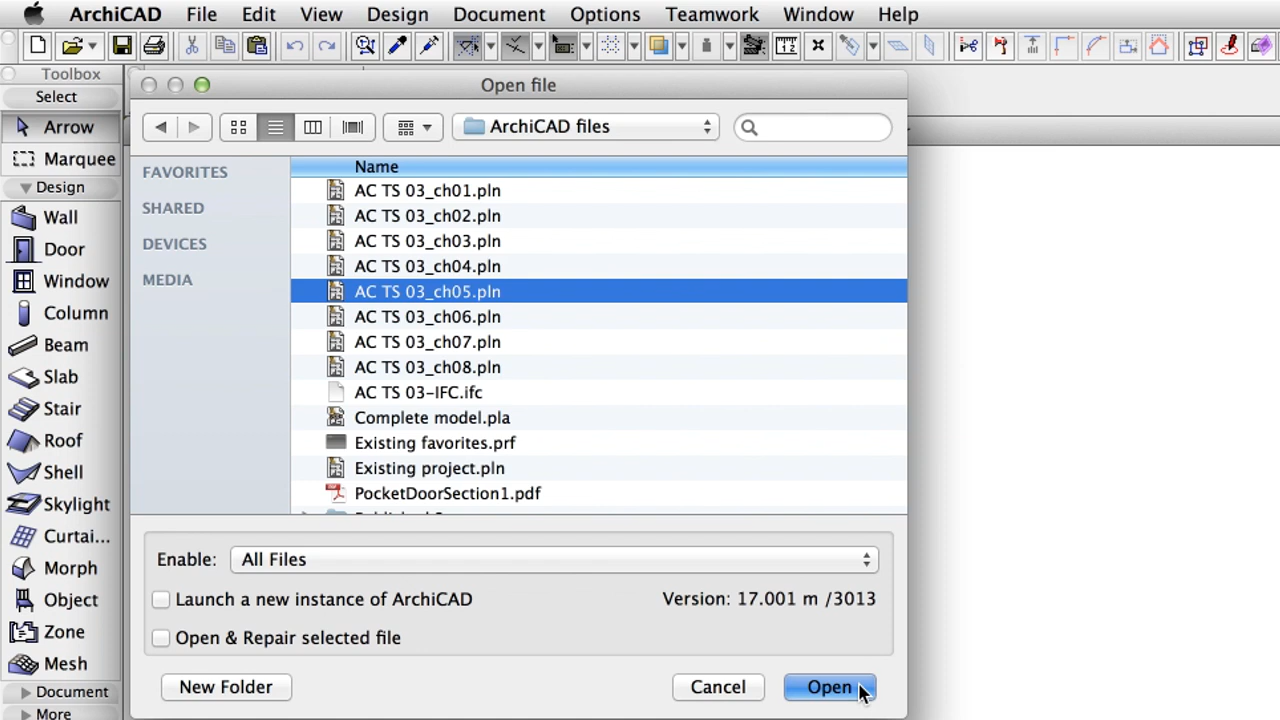 ArchiCAD File Edit View Design Document Options Teamwork Window Help
Toolbox
Select
Arrow
Marquee
Design
Wall
Door
Window
Column
Beam
Slab
Stair
Roof
Shell
Skylight
Curtai...
Morph
Object
Zone
Mesh
Document
More
Open file
ArchiCAD files
FAVORITES
SHARED
DEVICES
MEDIA
Name
AC TS 03_ch01.pln
AC TS 03_ch02.pln
AC TS 03_ch03.pln
AC TS 03_ch04.pln
AC TS 03_ch05.pln
AC TS 03_ch06.pln
AC TS 03_ch07.pln
AC TS 03_ch08.pln
AC TS 03-IFC.ifc
Complete model.pla
Existing favorites.prf
Existing project.pln
PocketDoorSection1.pdf
Enable: All Files
Launch a new instance of ArchiCAD
Version: 17.001 m /3013
Open & Repair selected file
New Folder
Cancel
Open